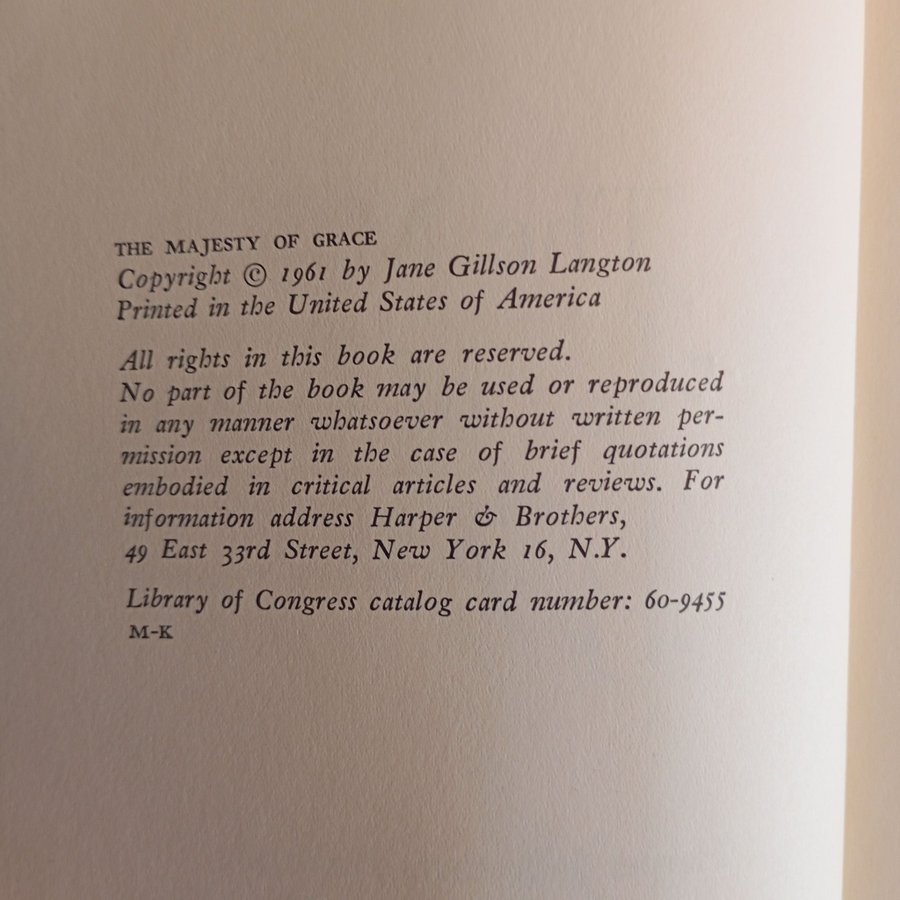 THE MAJESTY OF GRACE
Copyright © 1961 by Jane Gillson Langton
Printed in the United States of America
All rights in this book are reserved.
No part of the book may be used or reproduced
in any manner whatsoever without written per-
mission except in the case of brief quotations
embodied in critical articles and reviews. For
information address Harper & Brothers,
49 East 33rd Street, New York 16, N.Y.
Library of Congress catalog card number: 60-9455
M-K